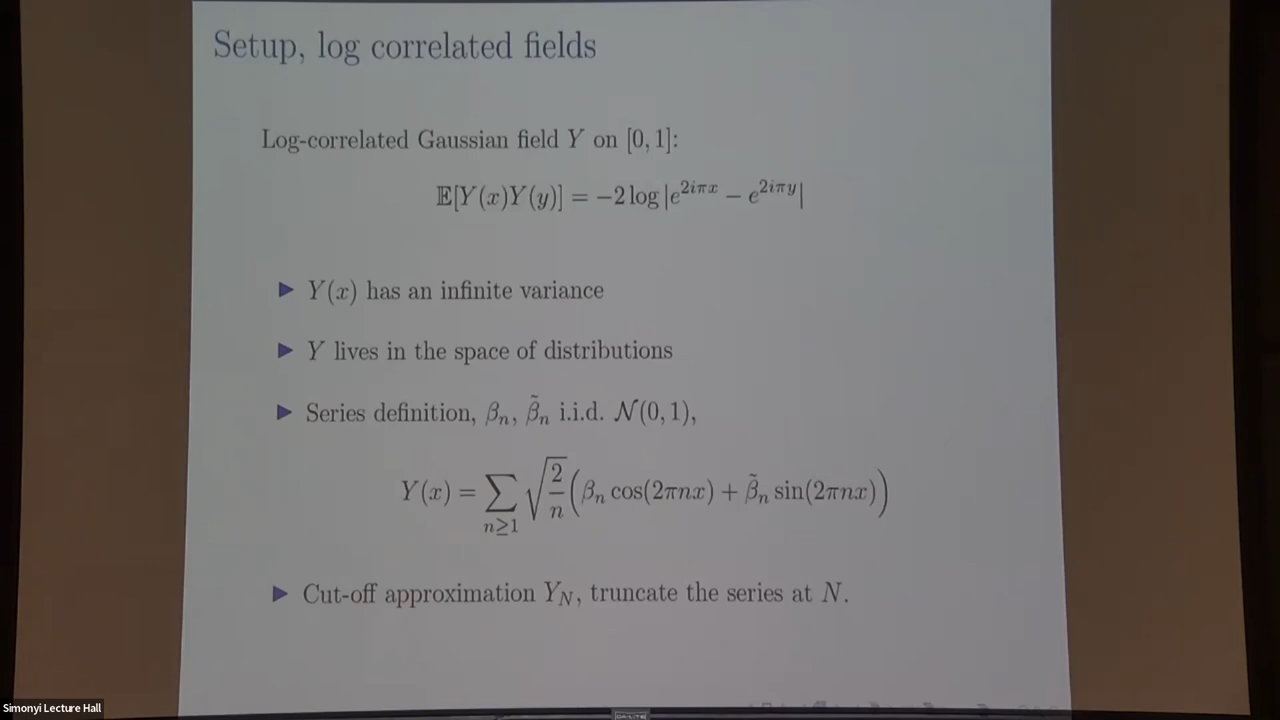 Setup, log correlated fields
Log-correlated Gaussian field Y on [0, 1]:
𝔼[Y(x)Y(y)] = −2 log |e^{2iπx} − e^{2iπy}|
▶ Y(x) has an infinite variance
▶ Y lives in the space of distributions
▶ Series definition, β_n, β̃_n i.i.d. 𝒩(0, 1),
Y(x) = ∑_{n≥1} √(2/n) (β_n cos(2πnx) + β̃_n sin(2πnx))
▶ Cut-off approximation Y_N, truncate the series at N.
Simonyi Lecture Hall